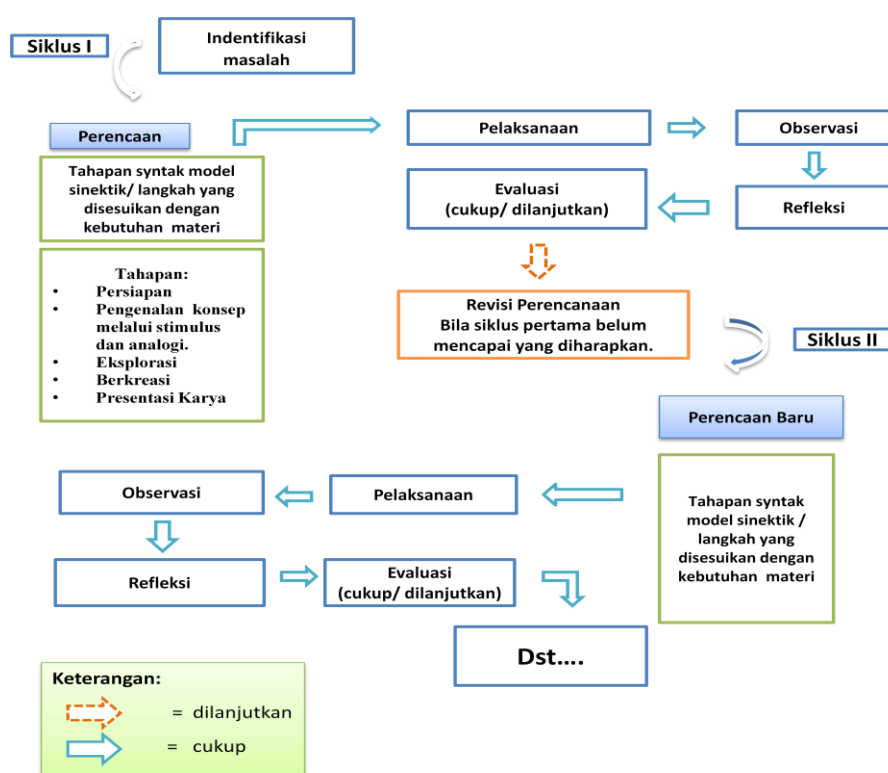 Siklus I
Indentifikasi
masalah
Perencaan
Tahapan syntak model
sinektik/ langkah yang
disesuikan dengan
kebutuhan materi
Tahapan:
• Persiapan
• Pengenalan konsep
melalui stimulus
dan analogi.
• Eksplorasi
• Berkreasi
• Presentasi Karya
Pelaksanaan
Observasi
Refleksi
Evaluasi
(cukup/ dilanjutkan)
Revisi Perencanaan
Bila siklus pertama belum
mencapai yang diharapkan.
Siklus II
Perencaan Baru
Tahapan syntak
model sinektik /
langkah yang
disesuikan dengan
kebutuhan materi
Pelaksanaan
Observasi
Refleksi
Evaluasi
(cukup/ dilanjutkan)
Dst....
Keterangan:
= dilanjutkan
= cukup